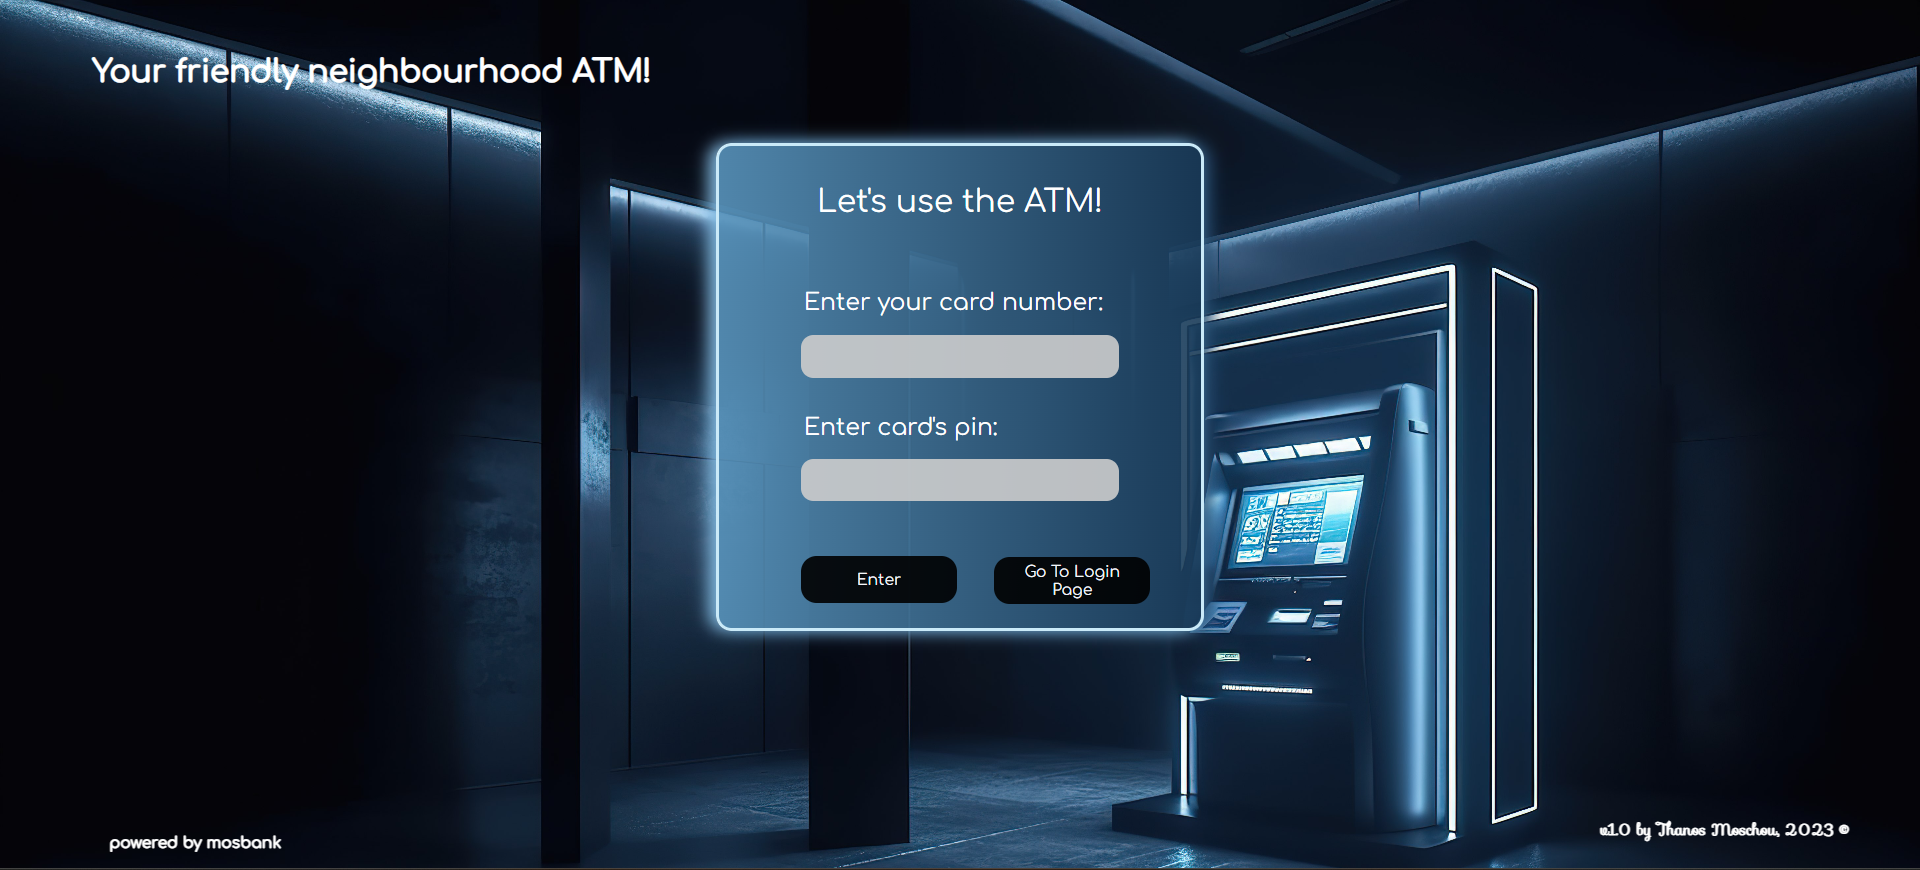 Your friendly neighbourhood ATM!
Let's use the ATM!
Enter your card number:
Enter card's pin:
Enter
Go To Login
Page
powered by mosbank
v1.0 by Thanos Moschou, 2023 ©